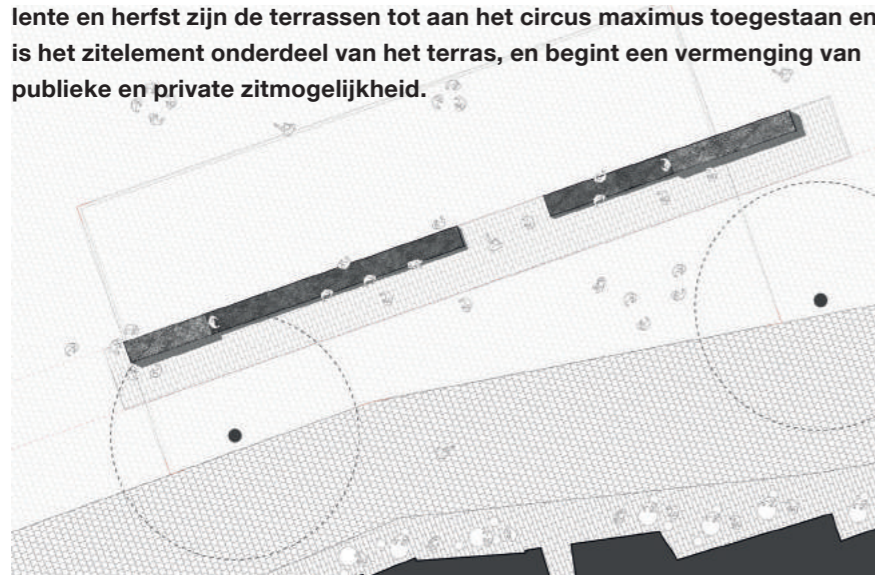 lente en herfst zijn de terrassen tot aan het circus maximus toegestaan en
is het zitelement onderdeel van het terras, en begint een vermenging van
publieke en private zitmogelijkheid.